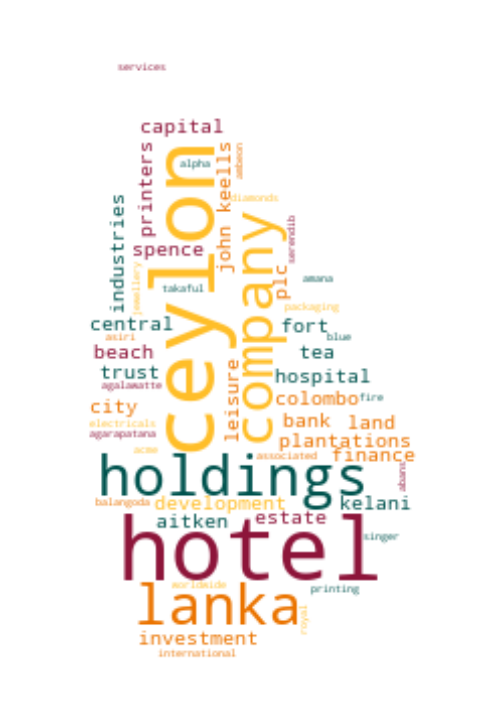 services
capital
printers
ceylon
alpha
john keells
ambeon
diamonds
industries
company
serendib
spence
jewellery
plc
takaful
amana
packaging
central
fort
asiri
blue
beach
tea
leisure
trust
hospital
agalawatte
colombo
fire
city
bank
land
electricals
agarapatana
plantations
acme
associated
finance
holdings
abans
balangoda
development
kelani
aitken
estate
hotel
singer
worldwide
printing
lanka
royal
investment
international